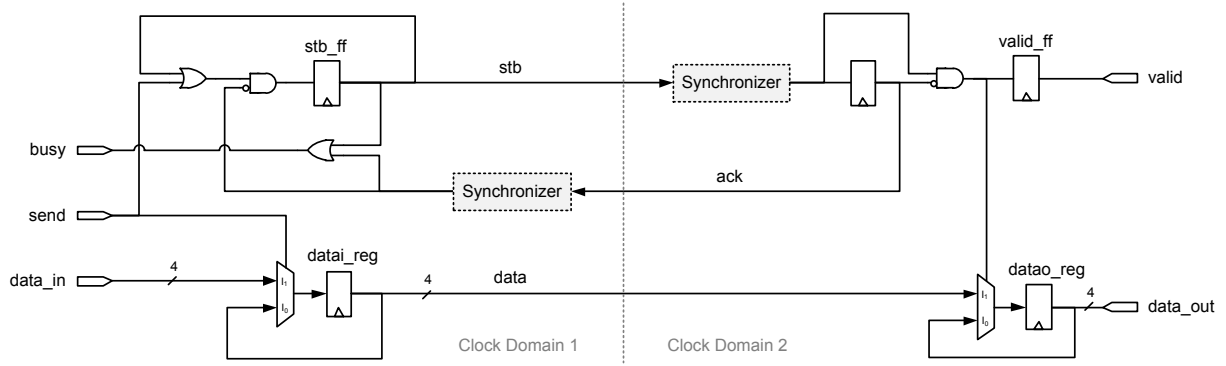 stb_ff
valid_ff
stb
Synchronizer
valid
busy
Synchronizer
ack
send
datai_reg
datao_reg
data_in
4
I1
I0
4
data
I1
I0
4
data_out
Clock Domain 1
Clock Domain 2